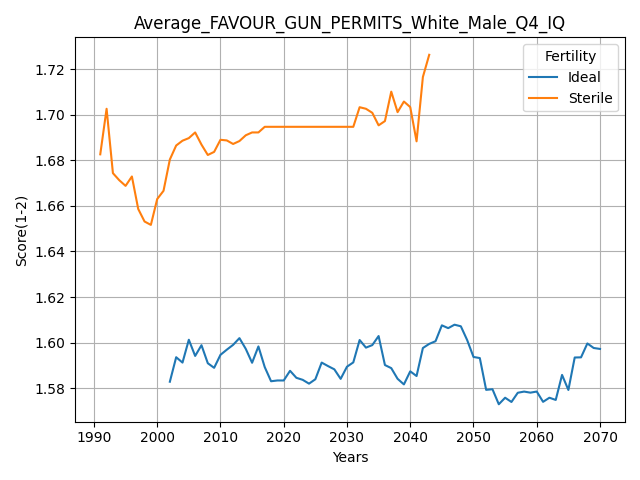 Average_FAVOUR_GUN_PERMITS_White_Male_Q4_IQ
Fertility
Ideal
Sterile
Score(1-2)
1.72
1.70
1.68
1.66
1.64
1.62
1.60
1.58
1990 2000 2010 2020 2030 2040 2050 2060 2070
Years